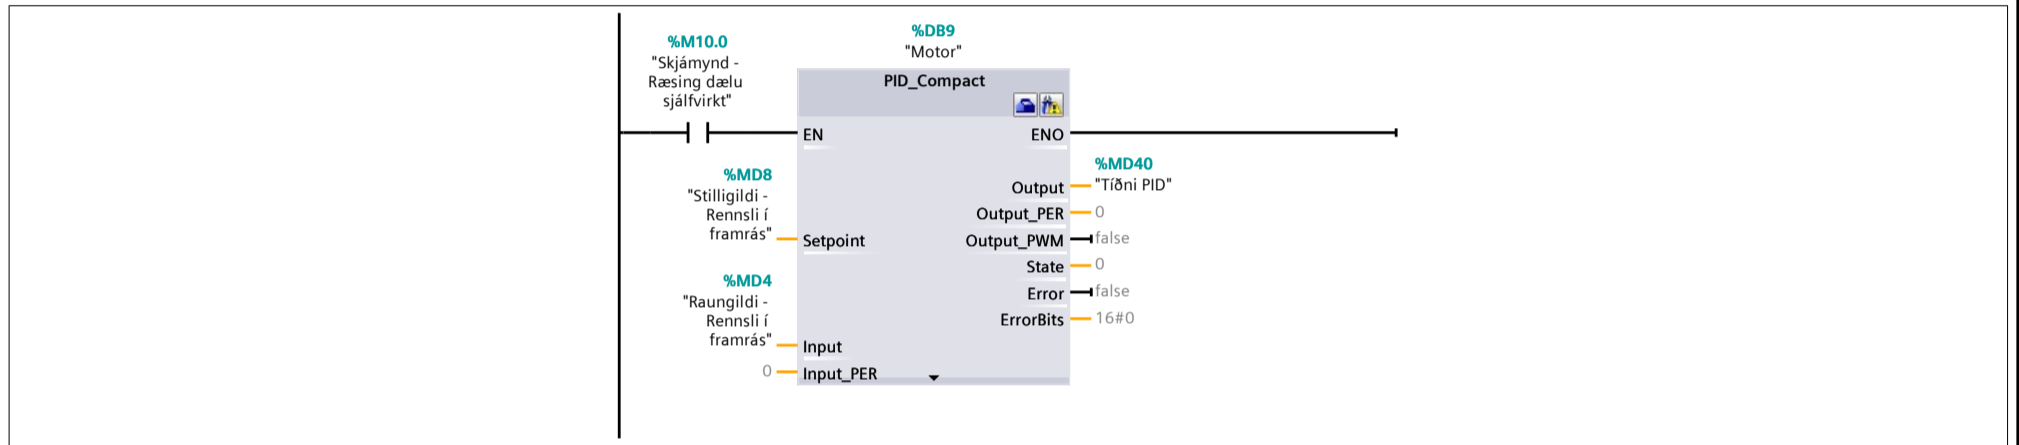 %M10.0
"Skjámynd -
Ræsing dælu
sjálfvirkt"
%DB9
"Motor"
PID_Compact
EN
ENO
%MD8
"Stilligildi -
Rennsli í
framrás"
Setpoint
%MD4
"Raungildi -
Rennsli í
framrás"
Input
0
Input_PER
%MD40
Output
"Tíðni PID"
Output_PER
0
Output_PWM
false
State
0
Error
false
ErrorBits
16#0